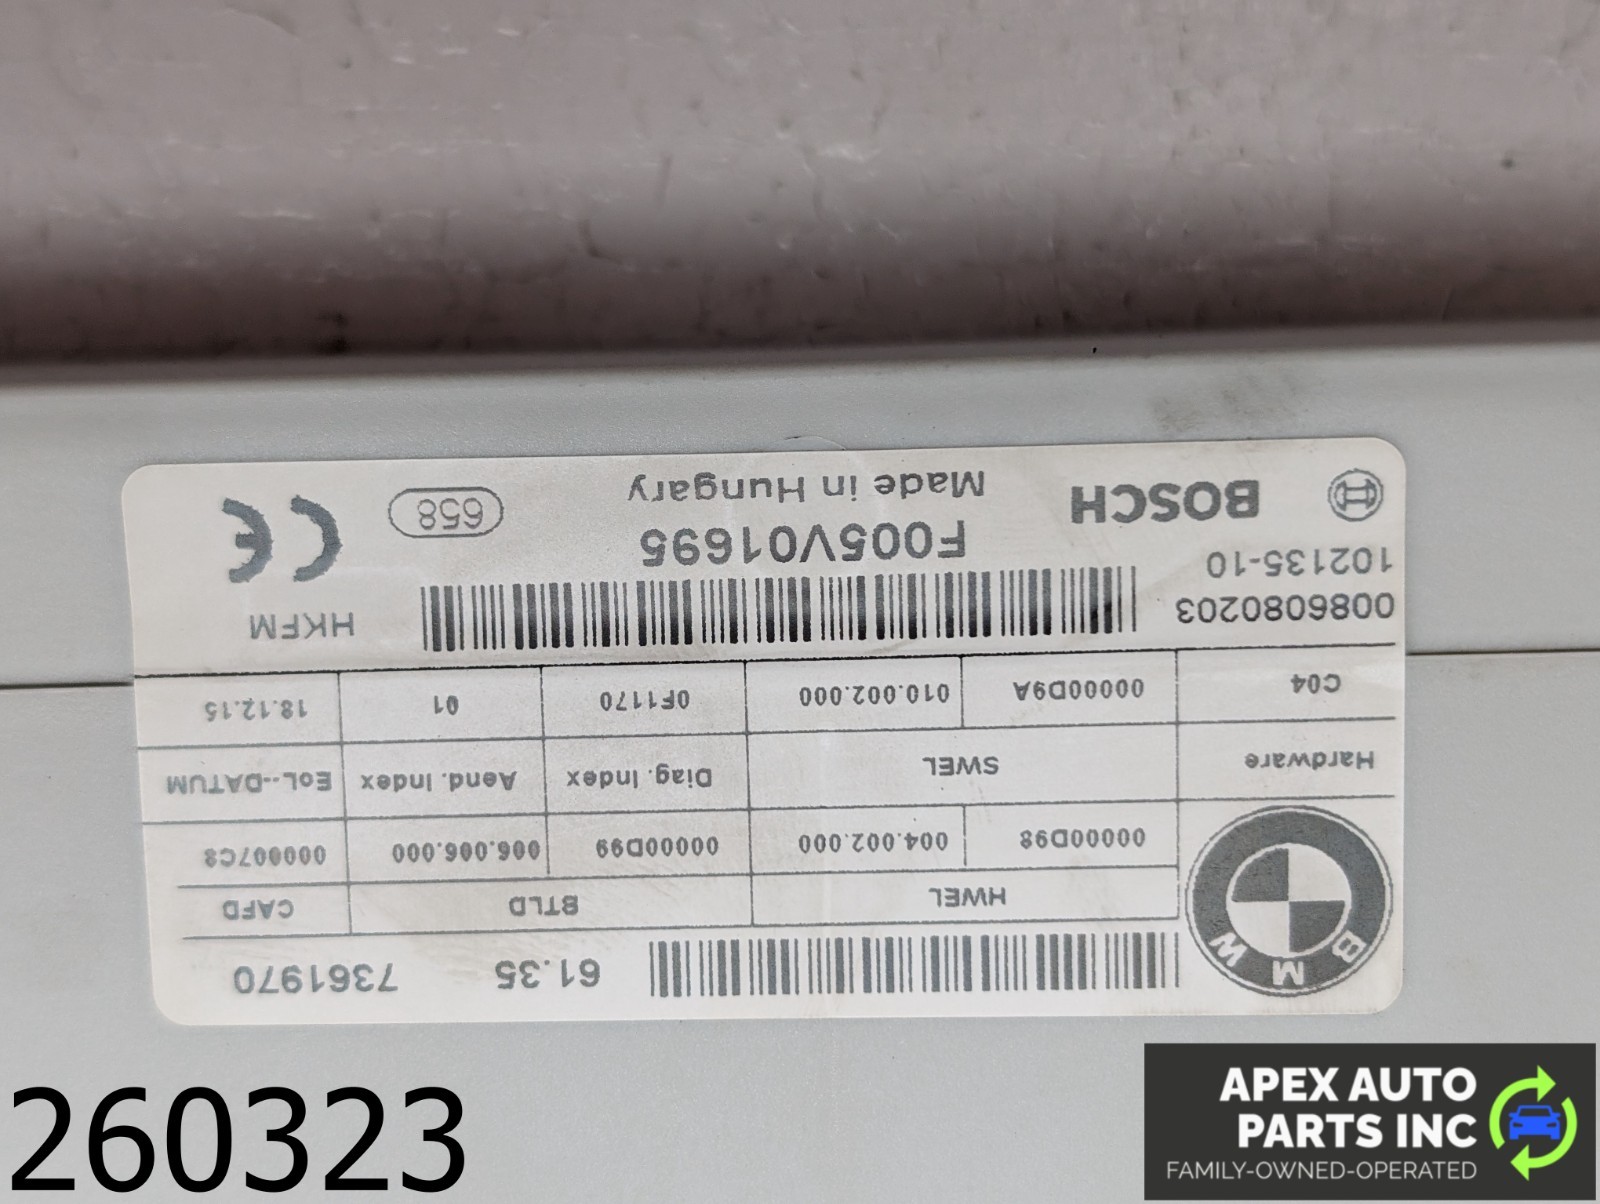 BMW
61.35 7361970
HWEL BTLD CAFD
00000D98 004.002.000 00000D99 006.006.000 000007C8
Hardware SWEL Diag. Index Aend. Index EoL--DATUM
C04 00000D9A 010.002.000 0F1170 01 18.12.15
0086080203 HKFM
102135-10 F005V01695
BOSCH Made in Hungary 658 CE
260323
APEX AUTO
PARTS INC
FAMILY-OWNED-OPERATED